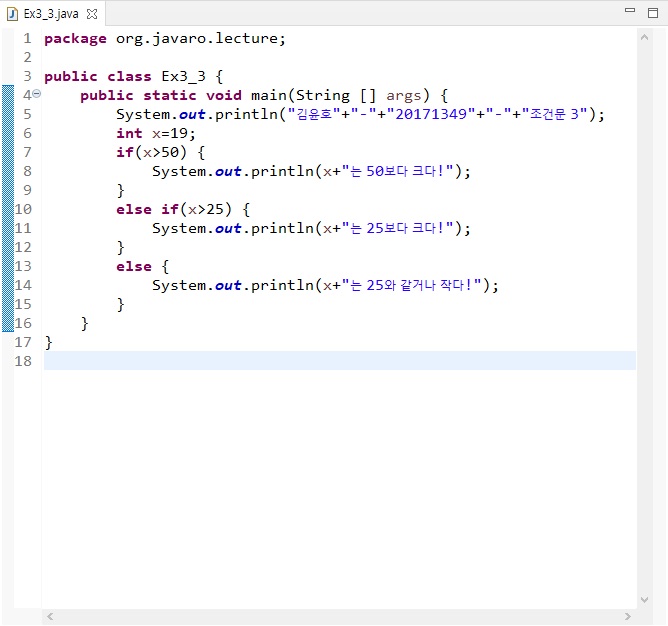 Ex3_3.java
1 package org.javaro.lecture;
2
3 public class Ex3_3 {
4 public static void main(String [] args) {
5 System.out.println("김윤호"+"-"+"20171349"+"-"+"조건문 3");
6 int x=19;
7 if(x>50) {
8 System.out.println(x+"는 50보다 크다!");
9 }
10 else if(x>25) {
11 System.out.println(x+"는 25보다 크다!");
12 }
13 else {
14 System.out.println(x+"는 25와 같거나 작다!");
15 }
16 }
17 }
18